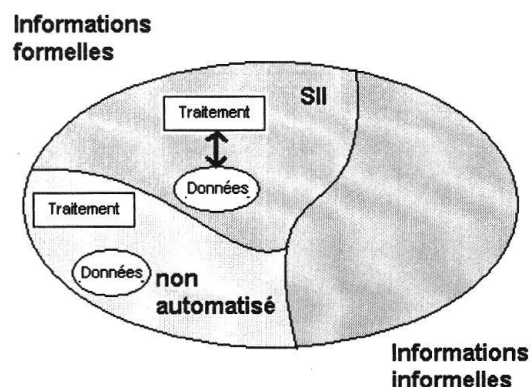 Informations
formelles
SII
Traitement
Données
Traitement
Données
non
automatisé
Informations
informelles